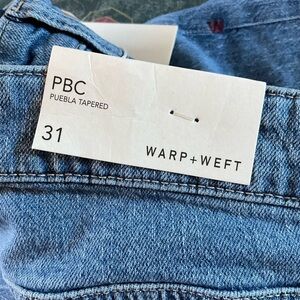 PBC
PUEBLA TAPERED
31
WARP + WEFT